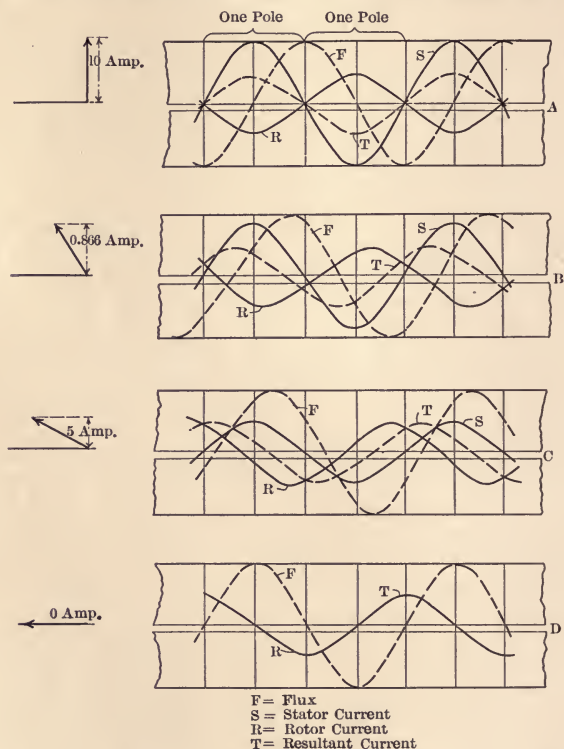 One Pole One Pole
10 Amp.
F
S
A
R
T
0.866 Amp.
F
S
T
B
R
5 Amp.
F
T
S
C
R
0 Amp.
F
T
D
R
F= Flux
S= Stator Current
R= Rotor Current
T= Resultant Current